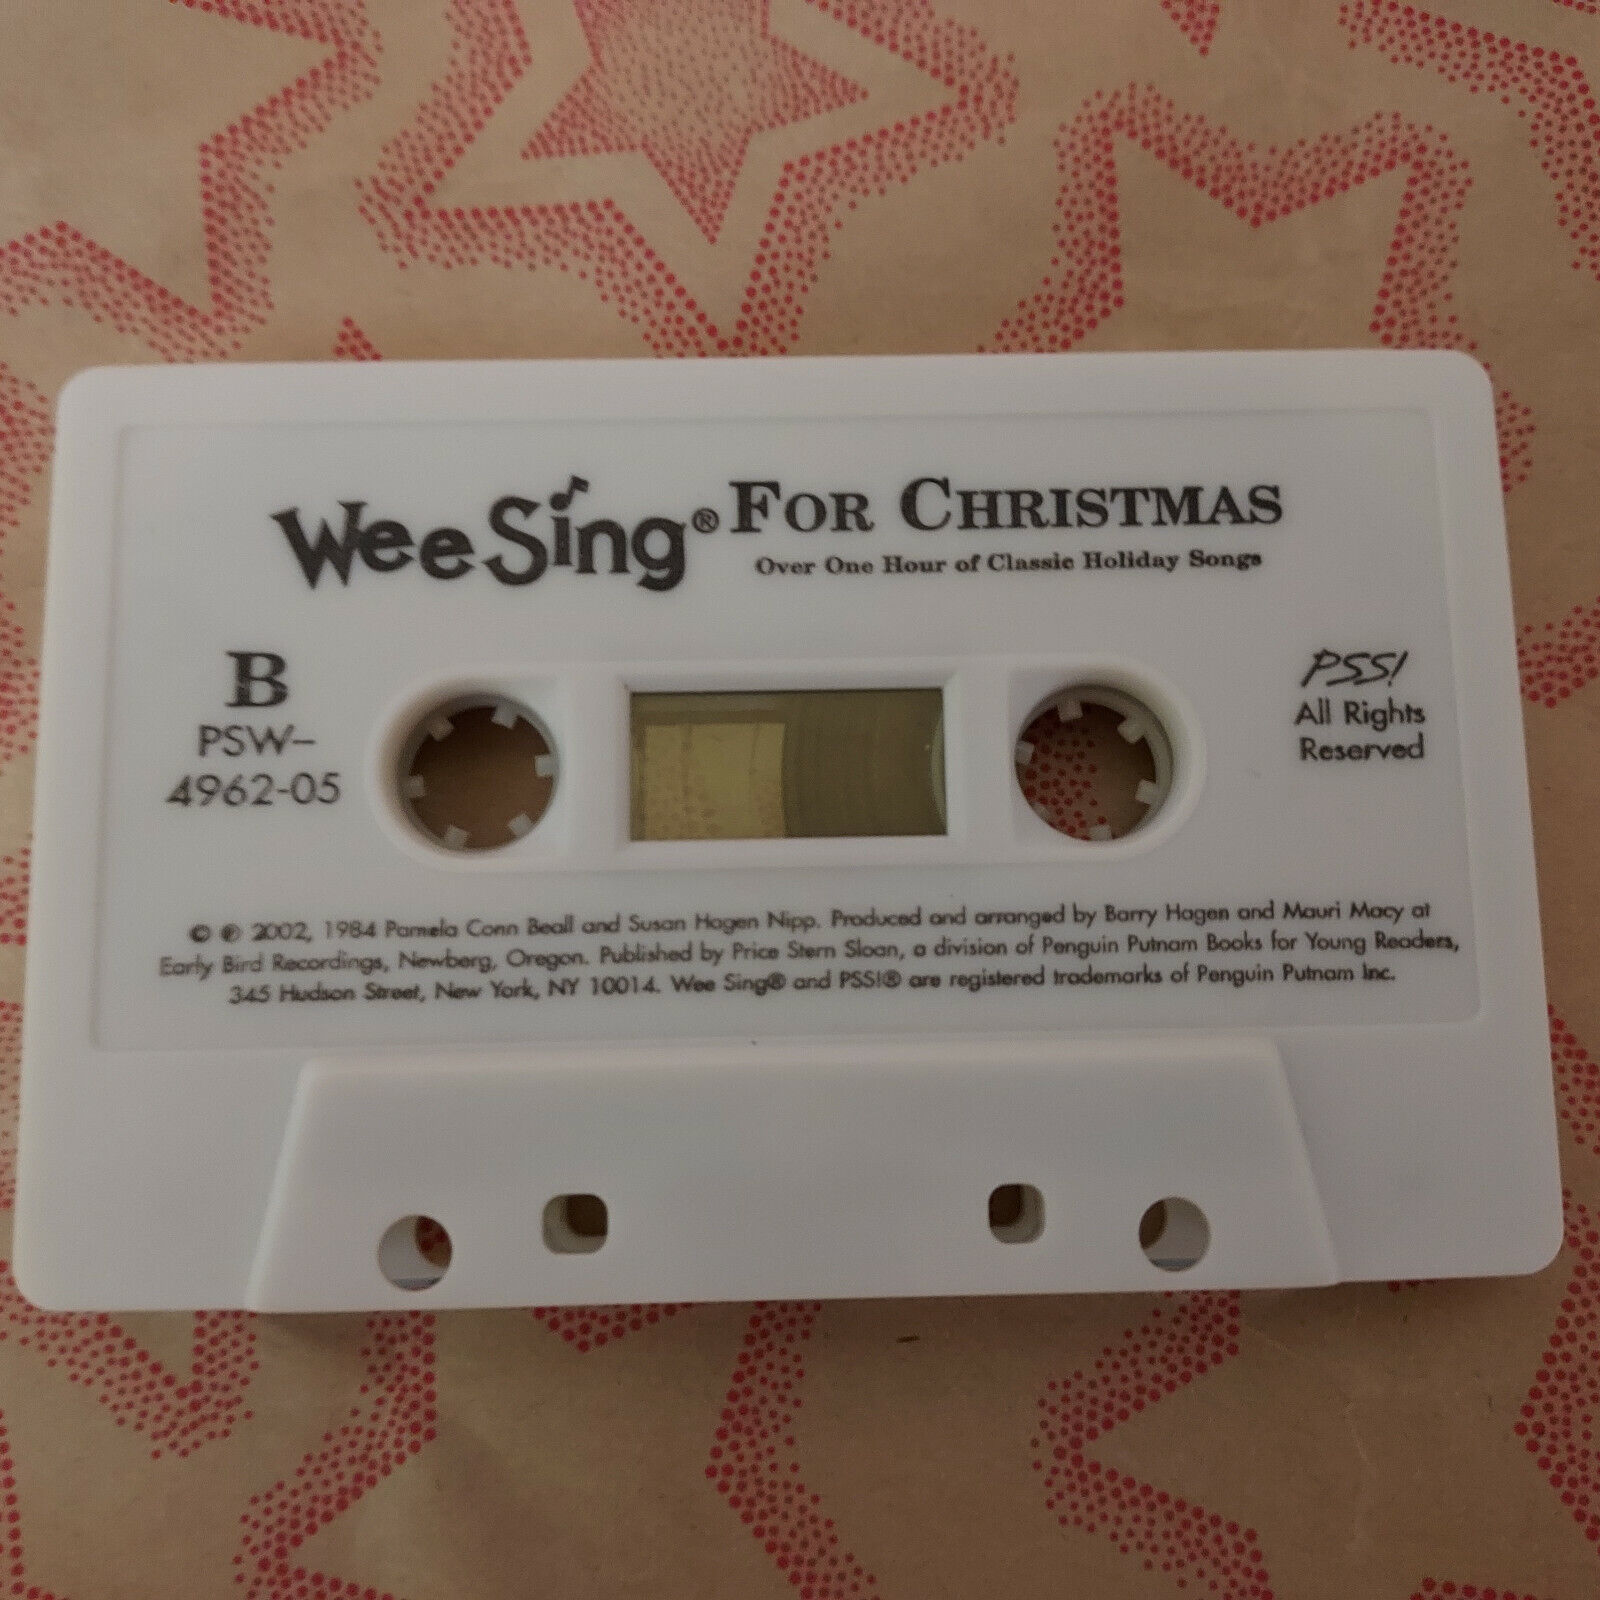 Wee Sing® FOR CHRISTMAS
Over One Hour of Classic Holiday Songs
B
PSW–
4962-05
PSS!
All Rights
Reserved
© ℗ 2002, 1984 Pamela Conn Beall and Susan Hagen Nipp. Produced and arranged by Barry Hagen and Mauri Macy at
Early Bird Recordings, Newberg, Oregon. Published by Price Stern Sloan, a division of Penguin Putnam Books for Young Readers,
345 Hudson Street, New York, NY 10014. Wee Sing® and PSS!® are registered trademarks of Penguin Putnam Inc.